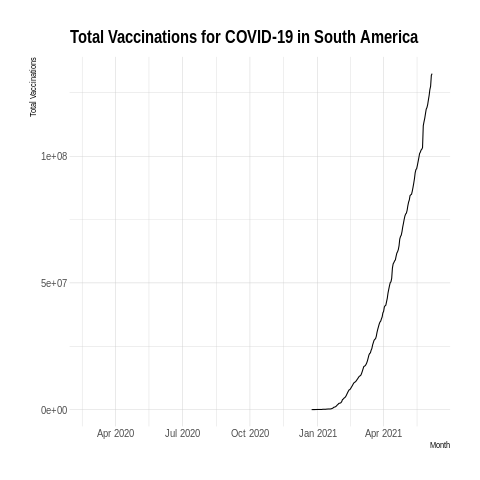 Total Vaccinations for COVID-19 in South America
Total Vaccinations
1e+08
5e+07
0e+00
Apr 2020 Jul 2020 Oct 2020 Jan 2021 Apr 2021
Month